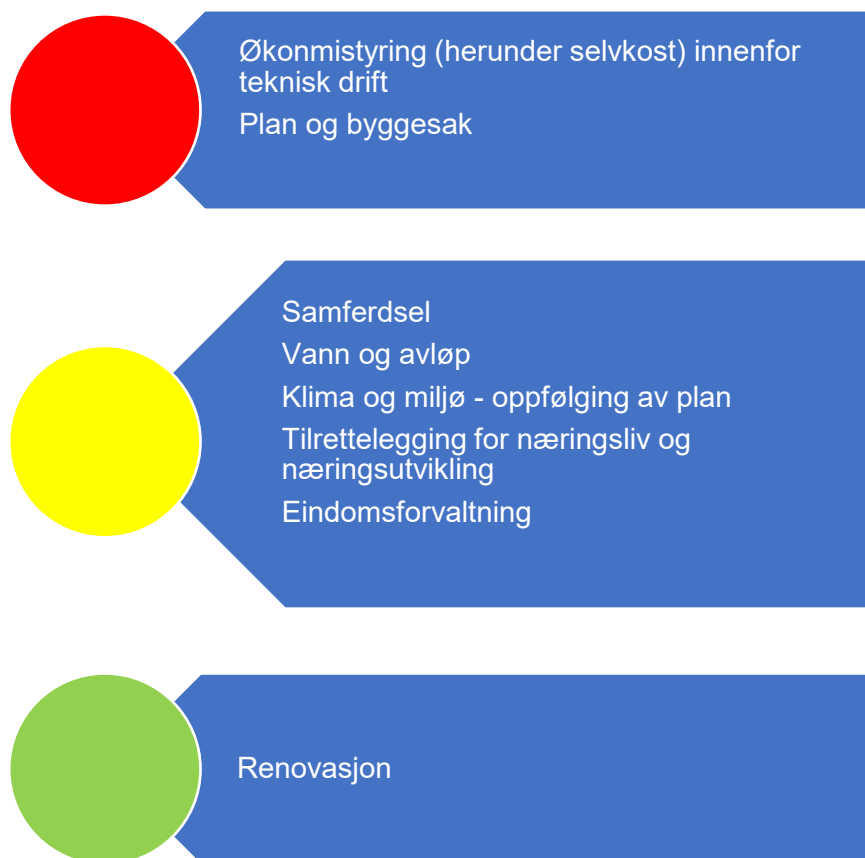 Økonmistyring (herunder selvkost) innenfor
teknisk drift
Plan og byggesak
Samferdsel
Vann og avløp
Klima og miljø - oppfølging av plan
Tilrettelegging for næringsliv og
næringsutvikling
Eindomsforvaltning
Renovasjon